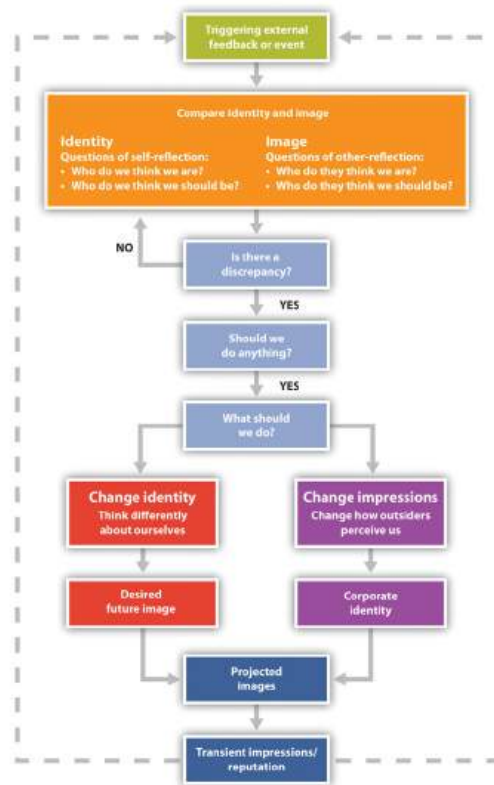 Triggering external
feedback or event
Compare identity and image
Identity
Questions of self-reflection:
• Who do we think we are?
• Who do we think we should be?
Image
Questions of other-reflection:
• Who do they think we are?
• Who do they think we should be?
NO
Is there a
discrepancy?
YES
Should we
do anything?
YES
What should
we do?
Change identity
Think differently
about ourselves
Change impressions
Change how outsiders
perceive us
Desired
future image
Corporate
identity
Projected
images
Transient impressions/
reputation